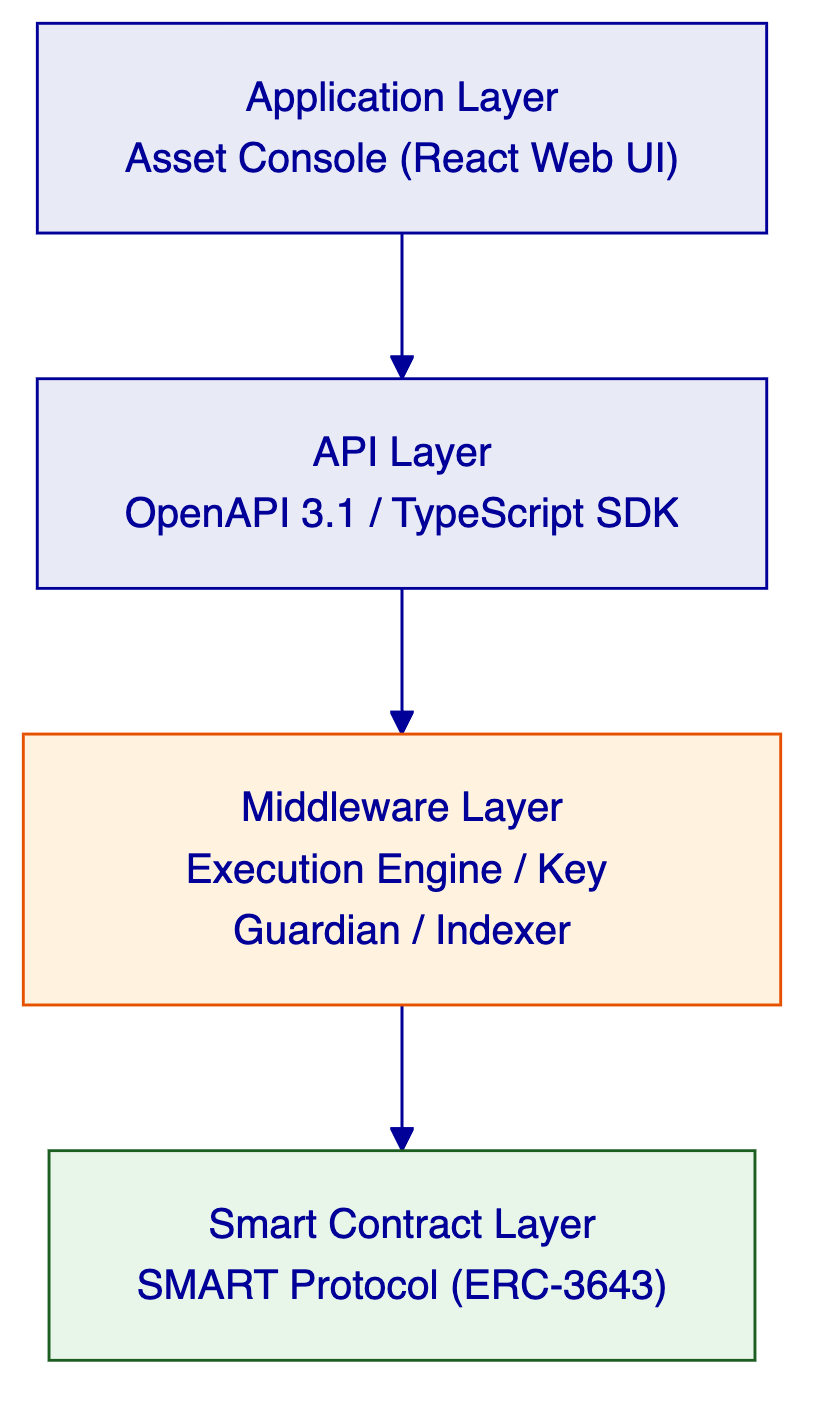 Application Layer
Asset Console (React Web UI)
API Layer
OpenAPI 3.1 / TypeScript SDK
Middleware Layer
Execution Engine / Key
Guardian / Indexer
Smart Contract Layer
SMART Protocol (ERC-3643)